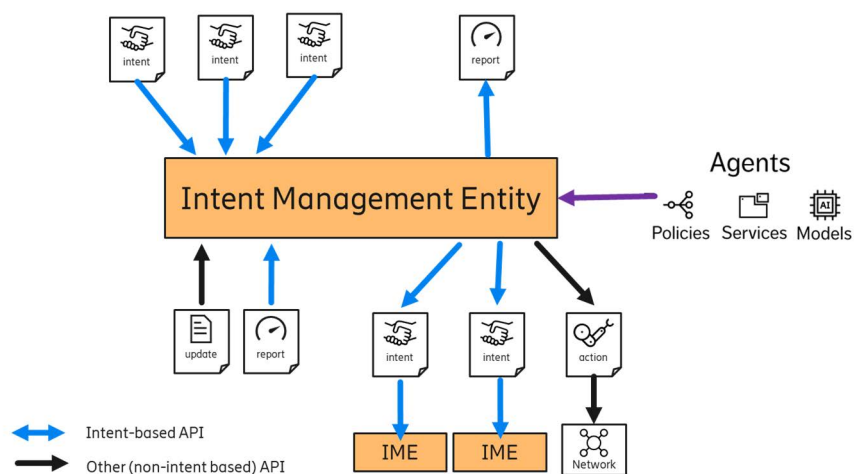 intent
intent
intent
report
Intent Management Entity
Agents
AI
Policies Services Models
update
report
intent
intent
action
IME
IME
Network
Intent-based API
Other (non-intent based) API